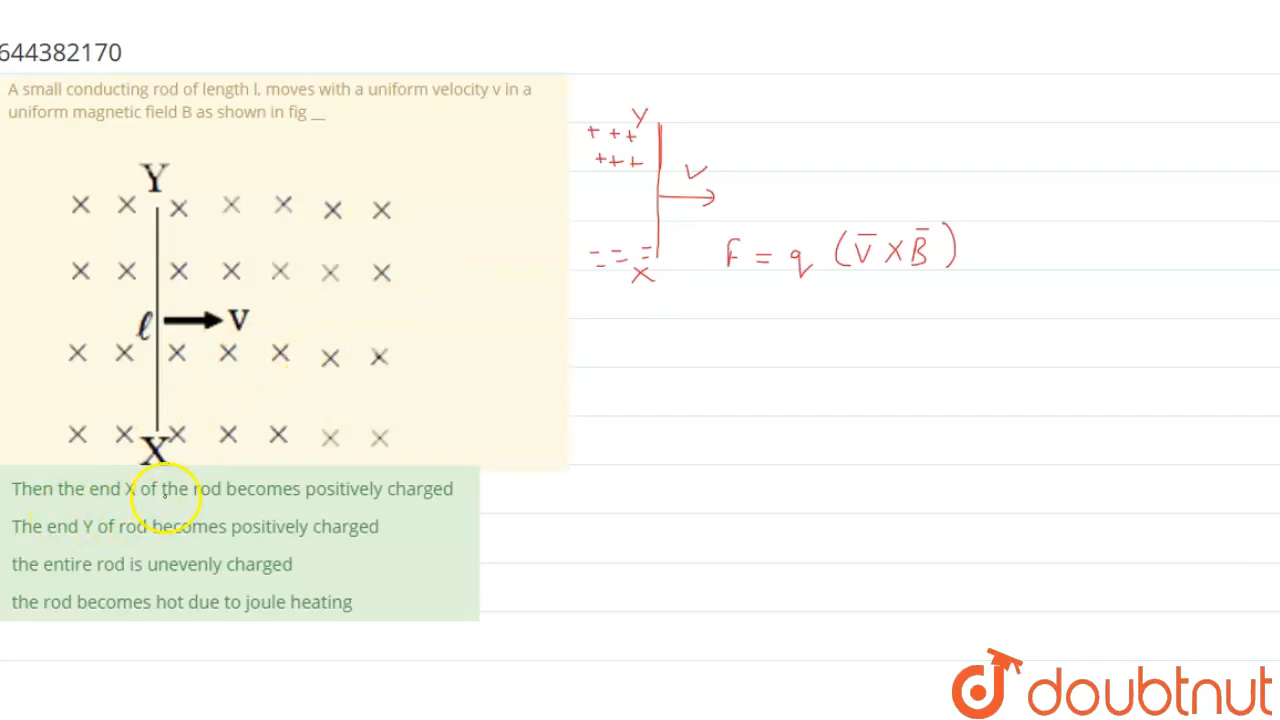 644382170
A small conducting rod of length l, moves with a uniform velocity v in a
uniform magnetic field B as shown in fig __
Y
× × × × × × ×
× × × × × × ×
ℓ V
× × × × × × ×
× × × × × × ×
X
Then the end X of the rod becomes positively charged
The end Y of rod becomes positively charged
the entire rod is unevenly charged
the rod becomes hot due to joule heating
Y
+ + +
+ + +
V
F = q (V̅ × B̅)
= = =
X
doubtnut